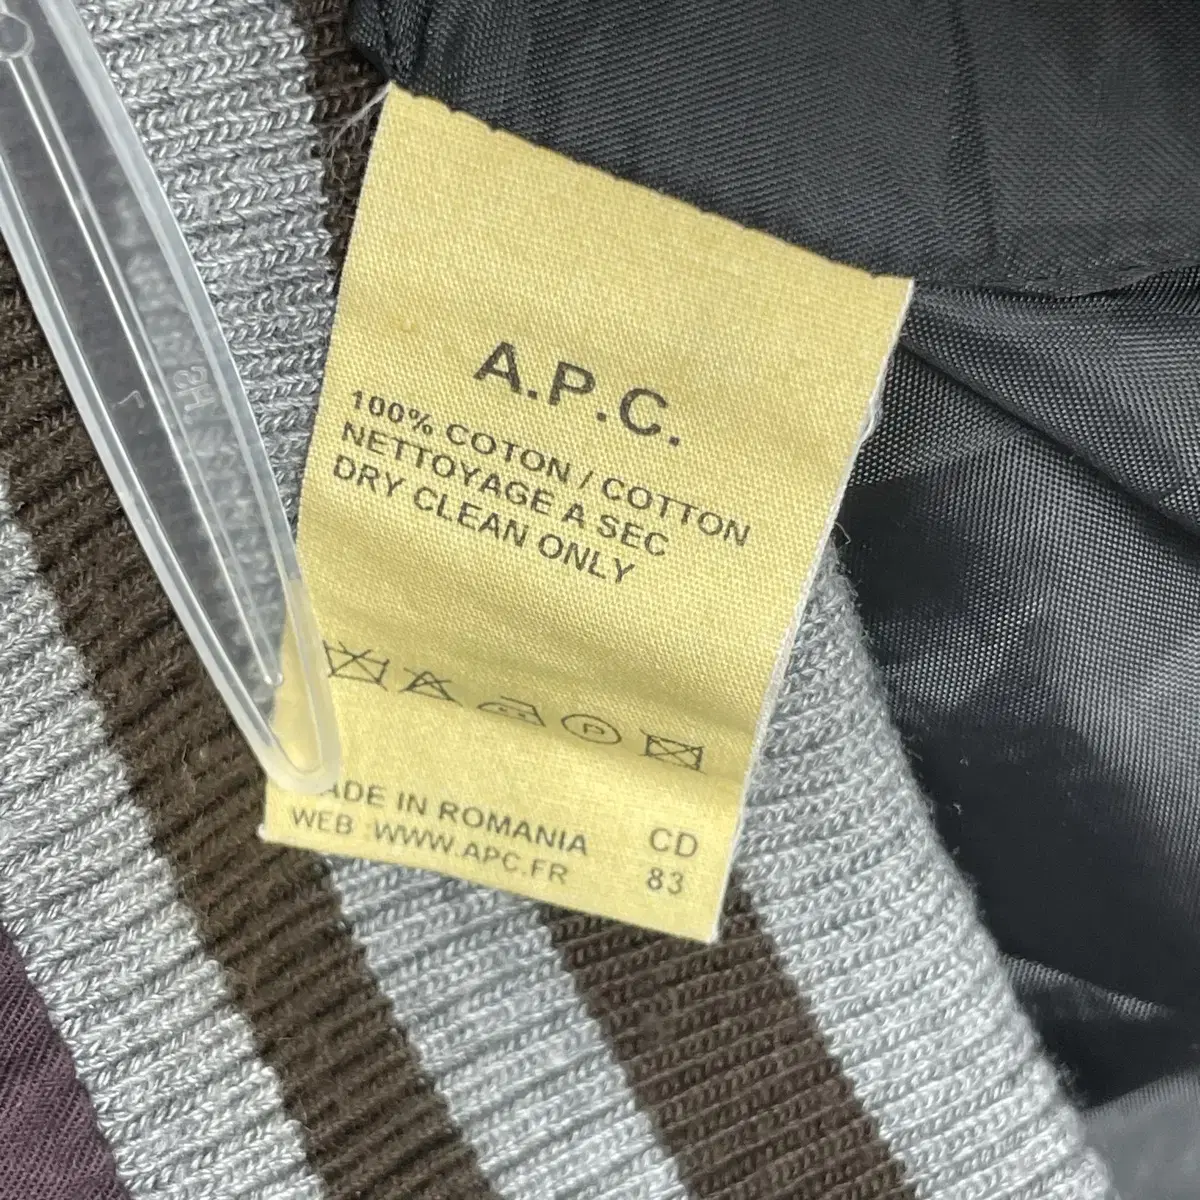 A.P.C.
100% COTON / COTTON
NETTOYAGE A SEC
DRY CLEAN ONLY
P
ADE IN ROMANIA CD
WEB : WWW.APC.FR 83